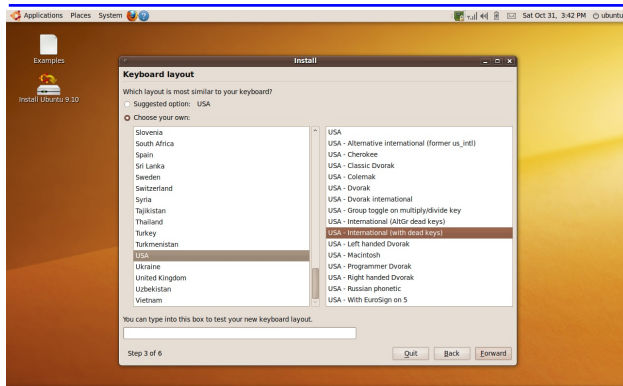 Applications Places System
Sat Oct 31, 3:42 PM ubuntu
Examples
Install Ubuntu 9.10
Install
Keyboard layout
Which layout is most similar to your keyboard?
Suggested option: USA
Choose your own:
Slovenia
South Africa
Spain
Sri Lanka
Sweden
Switzerland
Syria
Tajikistan
Thailand
Turkey
Turkmenistan
USA
Ukraine
United Kingdom
Uzbekistan
Vietnam
USA
USA - Alternative international (former us_intl)
USA - Cherokee
USA - Classic Dvorak
USA - Colemak
USA - Dvorak
USA - Dvorak international
USA - Group toggle on multiply/divide key
USA - International (AltGr dead keys)
USA - International (with dead keys)
USA - Left handed Dvorak
USA - Macintosh
USA - Programmer Dvorak
USA - Right handed Dvorak
USA - Russian phonetic
USA - With EuroSign on 5
You can type into this box to test your new keyboard layout.
Step 3 of 6
Quit Back Forward